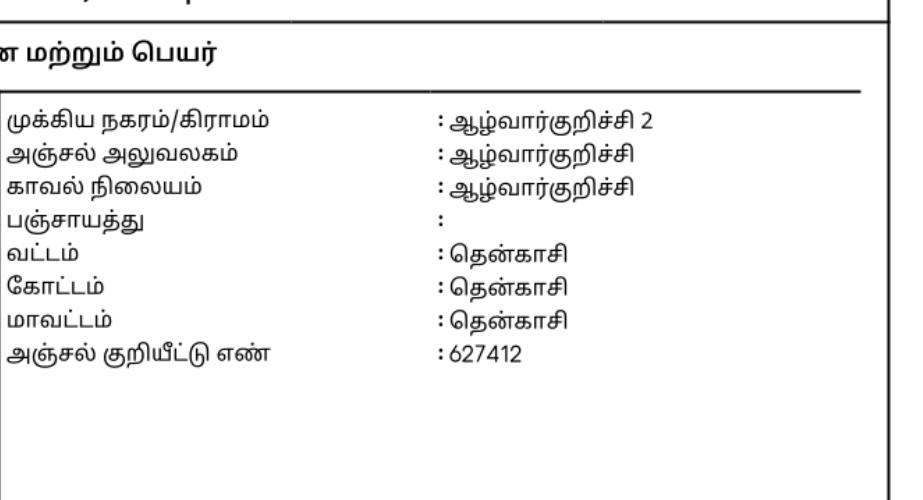 மற்றும் பெயர்
முக்கிய நகரம்/கிராமம் : ஆழ்வார்குறிச்சி 2
அஞ்சல் அலுவலகம் : ஆழ்வார்குறிச்சி
காவல் நிலையம் : ஆழ்வார்குறிச்சி
பஞ்சாயத்து :
வட்டம் : தென்காசி
கோட்டம் : தென்காசி
மாவட்டம் : தென்காசி
அஞ்சல் குறியீட்டு எண் : 627412